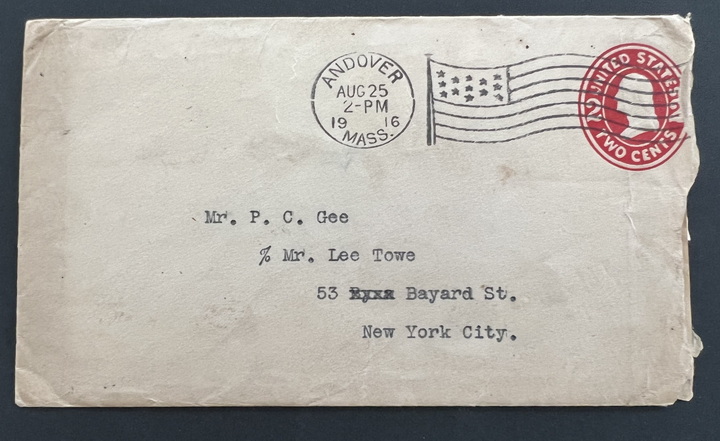 ANDOVER
AUG 25
2-PM
19 16
MASS.
UNITED STATES
TWO CENTS
Mr. P. C. Gee
℅ Mr. Lee Towe
53 Bayard St.
New York City.